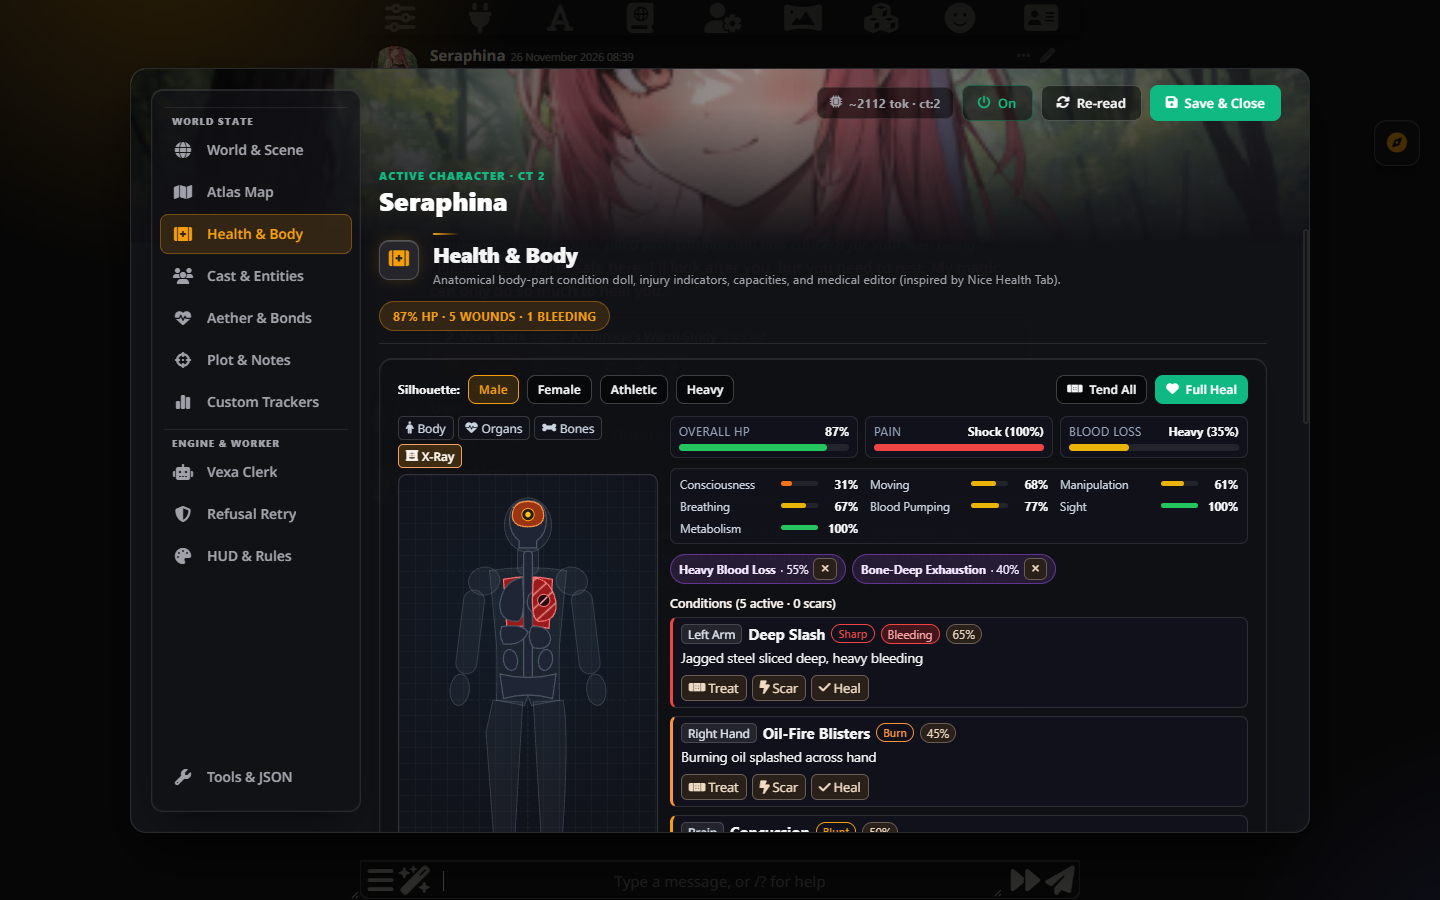 Seraphina 26 November 2026 08:39
~2112 tok · ct:2
On
Re-read
Save & Close
WORLD STATE
World & Scene
Atlas Map
Health & Body
Cast & Entities
Aether & Bonds
Plot & Notes
Custom Trackers
ENGINE & WORKER
Vexa Clerk
Refusal Retry
HUD & Rules
Tools & JSON
ACTIVE CHARACTER · CT 2
Seraphina
Health & Body
Anatomical body-part condition doll, injury indicators, capacities, and medical editor (inspired by Nice Health Tab).
87% HP · 5 WOUNDS · 1 BLEEDING
Silhouette: Male Female Athletic Heavy
Tend All Full Heal
Body Organs Bones
X-Ray
OVERALL HP 87%
PAIN Shock (100%)
BLOOD LOSS Heavy (35%)
Consciousness 31% Moving 68% Manipulation 61%
Breathing 67% Blood Pumping 77% Sight 100%
Metabolism 100%
Heavy Blood Loss · 55% ×
Bone-Deep Exhaustion · 40% ×
Conditions (5 active · 0 scars)
Left Arm Deep Slash Sharp Bleeding 65%
Jagged steel sliced deep, heavy bleeding
Treat Scar Heal
Right Hand Oil-Fire Blisters Burn 45%
Burning oil splashed across hand
Treat Scar Heal
Brain Concussion Blunt 50%
Type a message, or /? for help